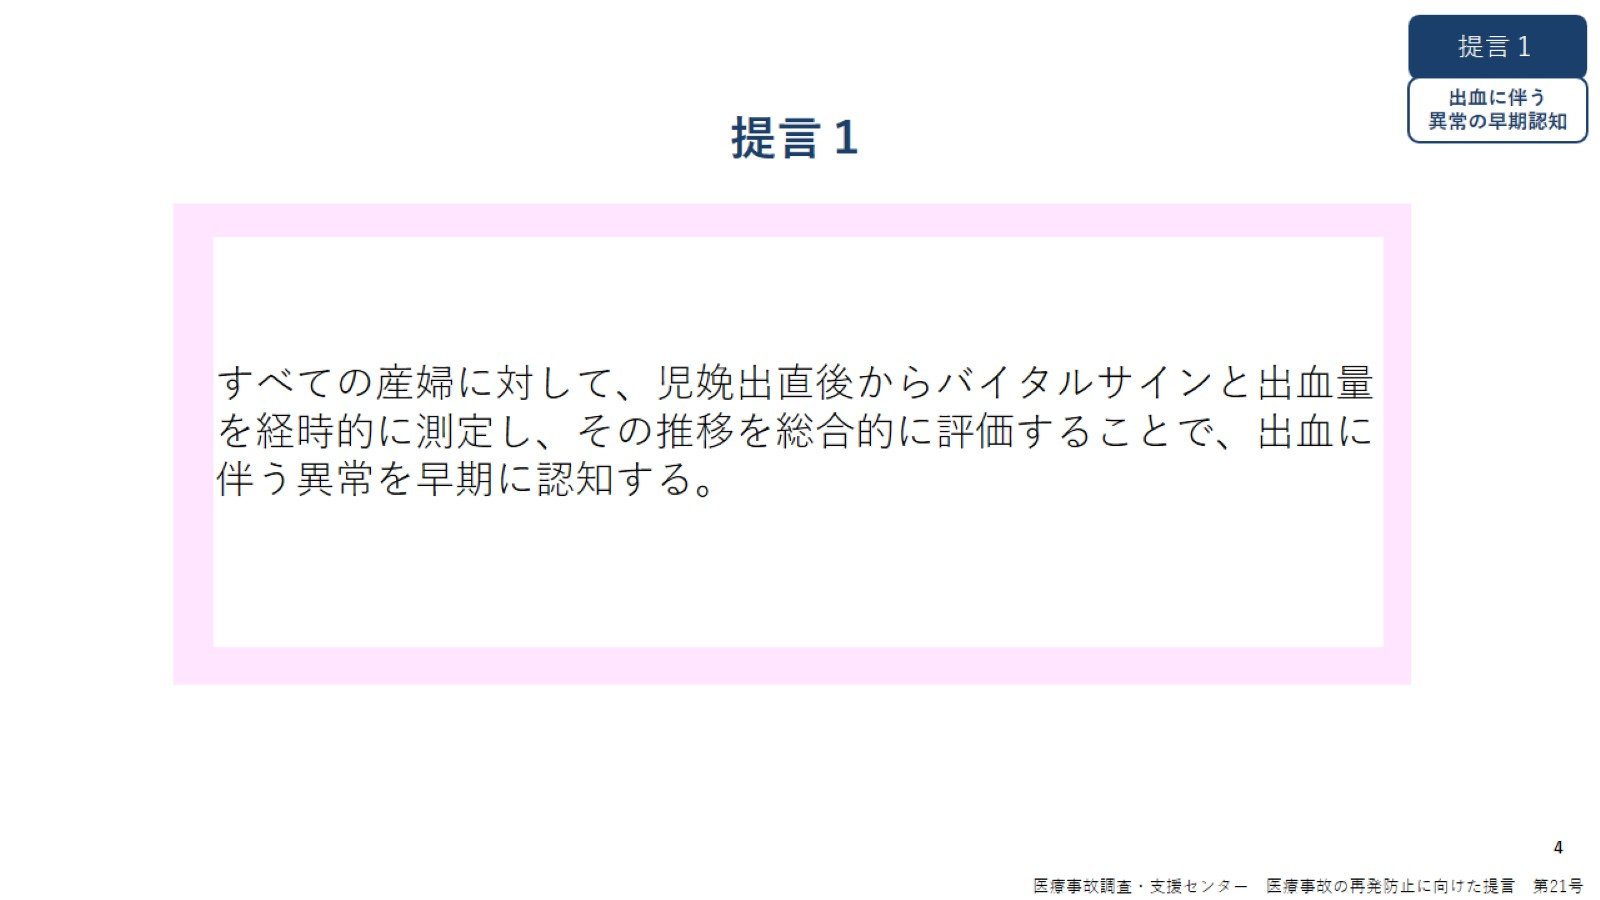 提言１
出血に伴う
異常の早期認知
提言１
すべての産婦に対して、児娩出直後からバイタルサインと出血量
を経時的に測定し、その推移を総合的に評価することで、出血に
伴う異常を早期に認知する。
4
医療事故調査・支援センター　医療事故の再発防止に向けた提言　第21号